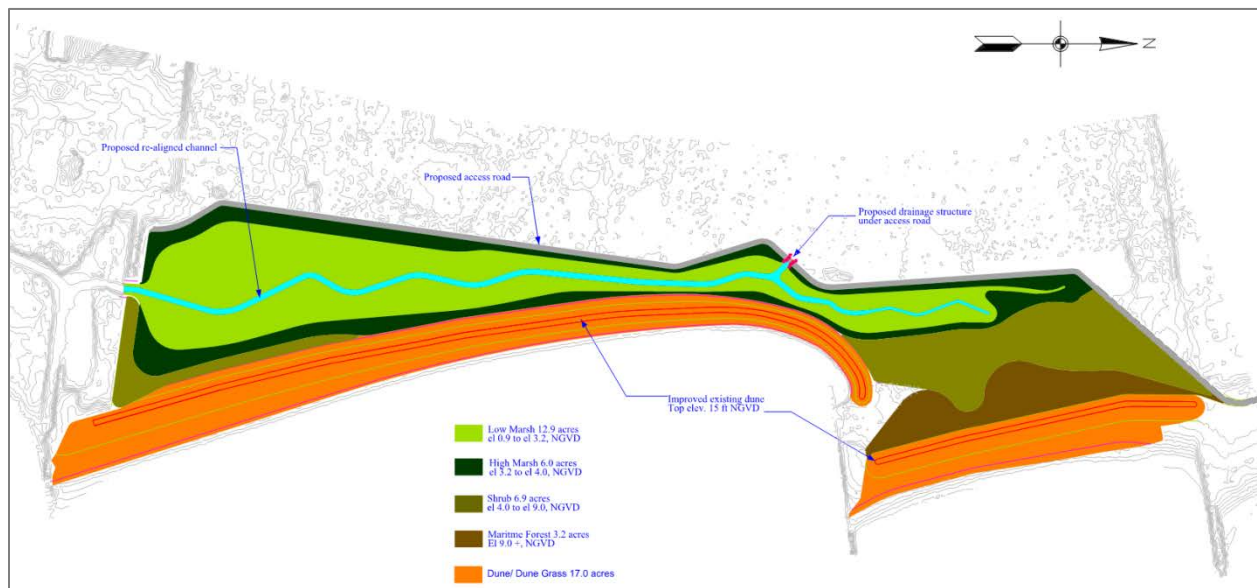 N
Proposed re-aligned channel
Proposed access road
Proposed drainage structure
under access road
Improved existing dune
Top elev. 15 ft NGVD
Low Marsh 12.9 acres
el 0.9 to el 3.2, NGVD
High Marsh 6.0 acres
el 3.2 to el 4.0, NGVD
Shrub 6.9 acres
el 4.0 to el 9.0, NGVD
Maritme Forest 3.2 acres
El 9.0 +, NGVD
Dune/ Dune Grass 17.0 acres